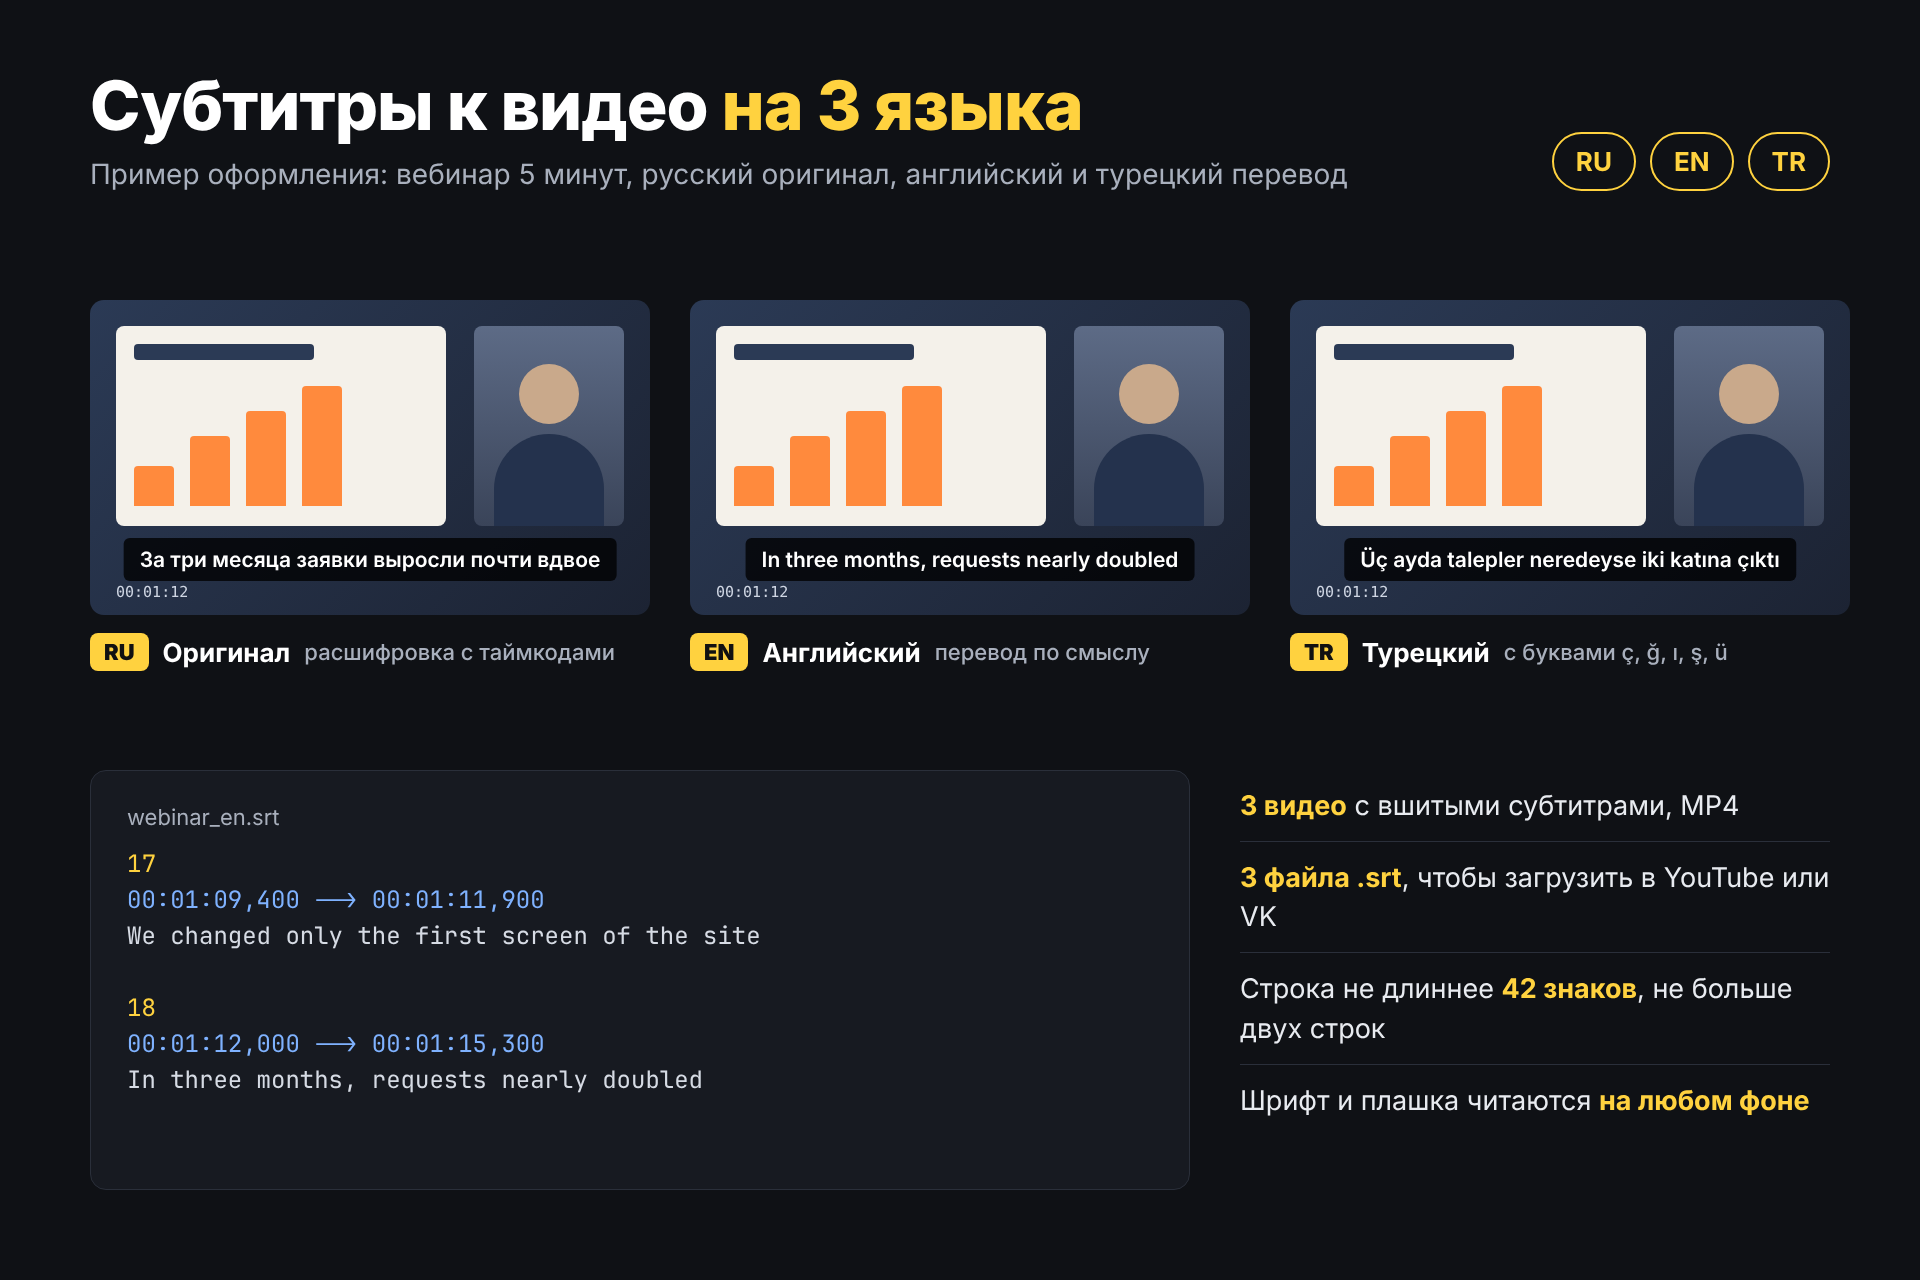 Субтитры к видео на 3 языка
Пример оформления: вебинар 5 минут, русский оригинал, английский и турецкий перевод
RU EN TR
За три месяца заявки выросли почти вдвое
00:01:12
RU Оригинал расшифровка с таймкодами
In three months, requests nearly doubled
00:01:12
EN Английский перевод по смыслу
Üç ayda talepler neredeyse iki katına çıktı
00:01:12
TR Турецкий с буквами ç, ğ, ı, ş, ü
webinar_en.srt
17
00:01:09,400 --> 00:01:11,900
We changed only the first screen of the site
18
00:01:12,000 --> 00:01:15,300
In three months, requests nearly doubled
3 видео с вшитыми субтитрами, MP4
3 файла .srt, чтобы загрузить в YouTube или
VK
Строка не длиннее 42 знаков, не больше
двух строк
Шрифт и плашка читаются на любом фоне